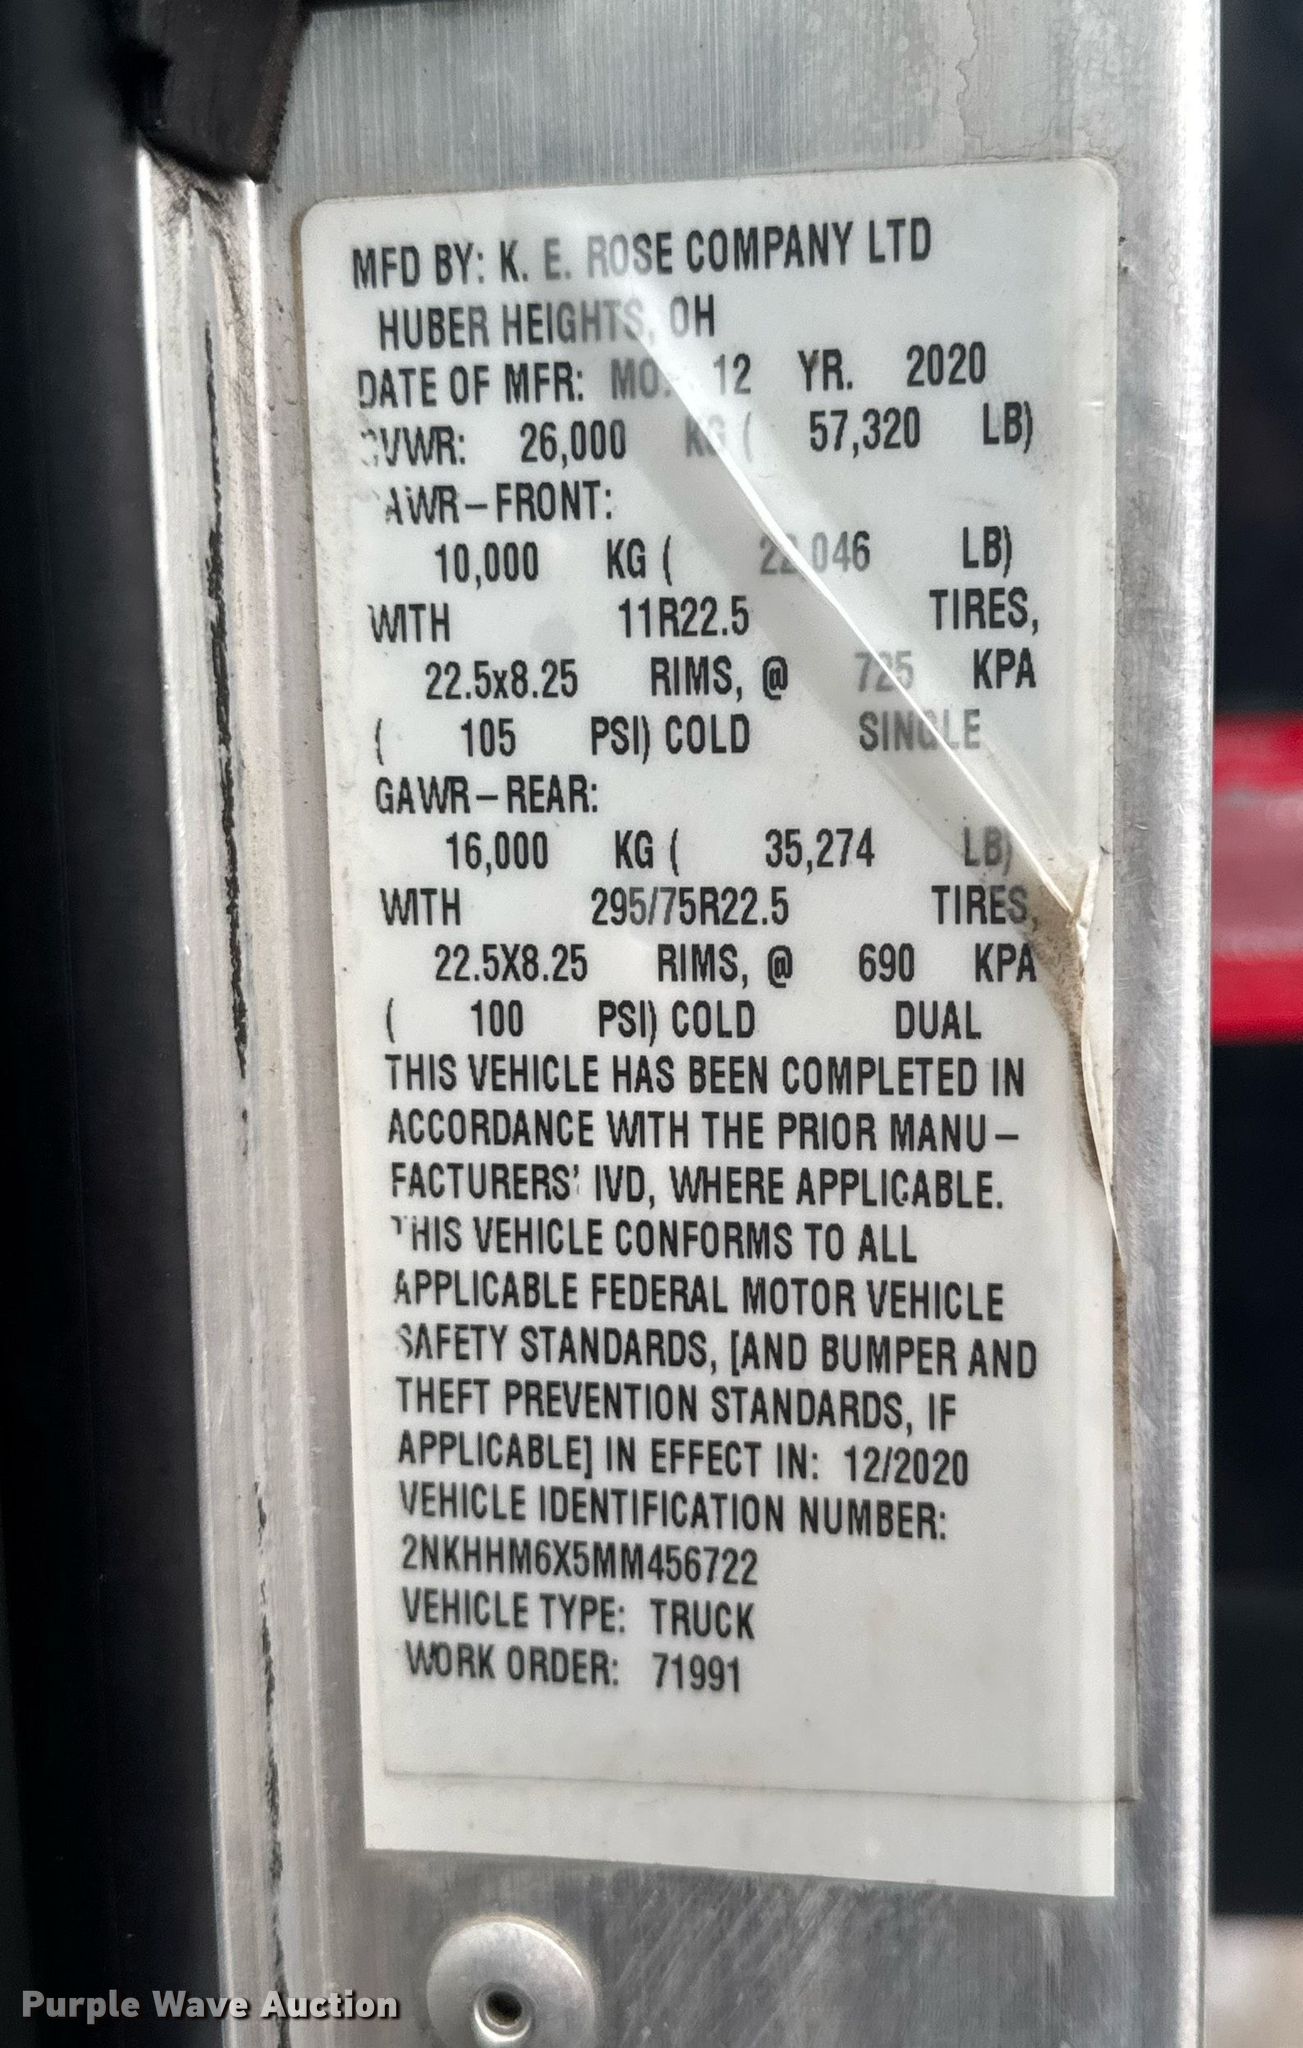 MFD BY: K. E. ROSE COMPANY LTD
HUBER HEIGHTS, OH
DATE OF MFR: MO. 12 YR. 2020
GVWR: 26,000 KG ( 57,320 LB)
GAWR-FRONT:
10,000 KG ( 22,046 LB)
WITH 11R22.5 TIRES,
22.5x8.25 RIMS, @ 725 KPA
( 105 PSI) COLD SINGLE
GAWR-REAR:
16,000 KG ( 35,274 LB)
WITH 295/75R22.5 TIRES,
22.5X8.25 RIMS, @ 690 KPA
( 100 PSI) COLD DUAL
THIS VEHICLE HAS BEEN COMPLETED IN
ACCORDANCE WITH THE PRIOR MANU-
FACTURERS' IVD, WHERE APPLICABLE.
THIS VEHICLE CONFORMS TO ALL
APPLICABLE FEDERAL MOTOR VEHICLE
SAFETY STANDARDS, [AND BUMPER AND
THEFT PREVENTION STANDARDS, IF
APPLICABLE] IN EFFECT IN: 12/2020
VEHICLE IDENTIFICATION NUMBER:
2NKHHM6X5MM456722
VEHICLE TYPE: TRUCK
WORK ORDER: 71991
Purple Wave Auction